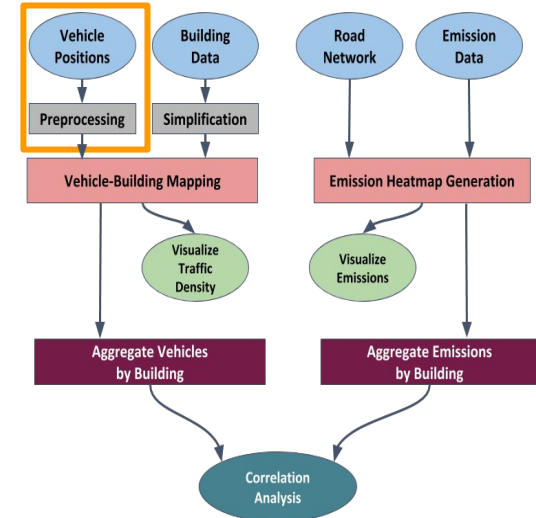 Vehicle
Positions
Building
Data
Road
Network
Emission
Data
Preprocessing
Simplification
Vehicle-Building Mapping
Emission Heatmap Generation
Visualize
Traffic
Density
Visualize
Emissions
Aggregate Vehicles
by Building
Aggregate Emissions
by Building
Correlation
Analysis